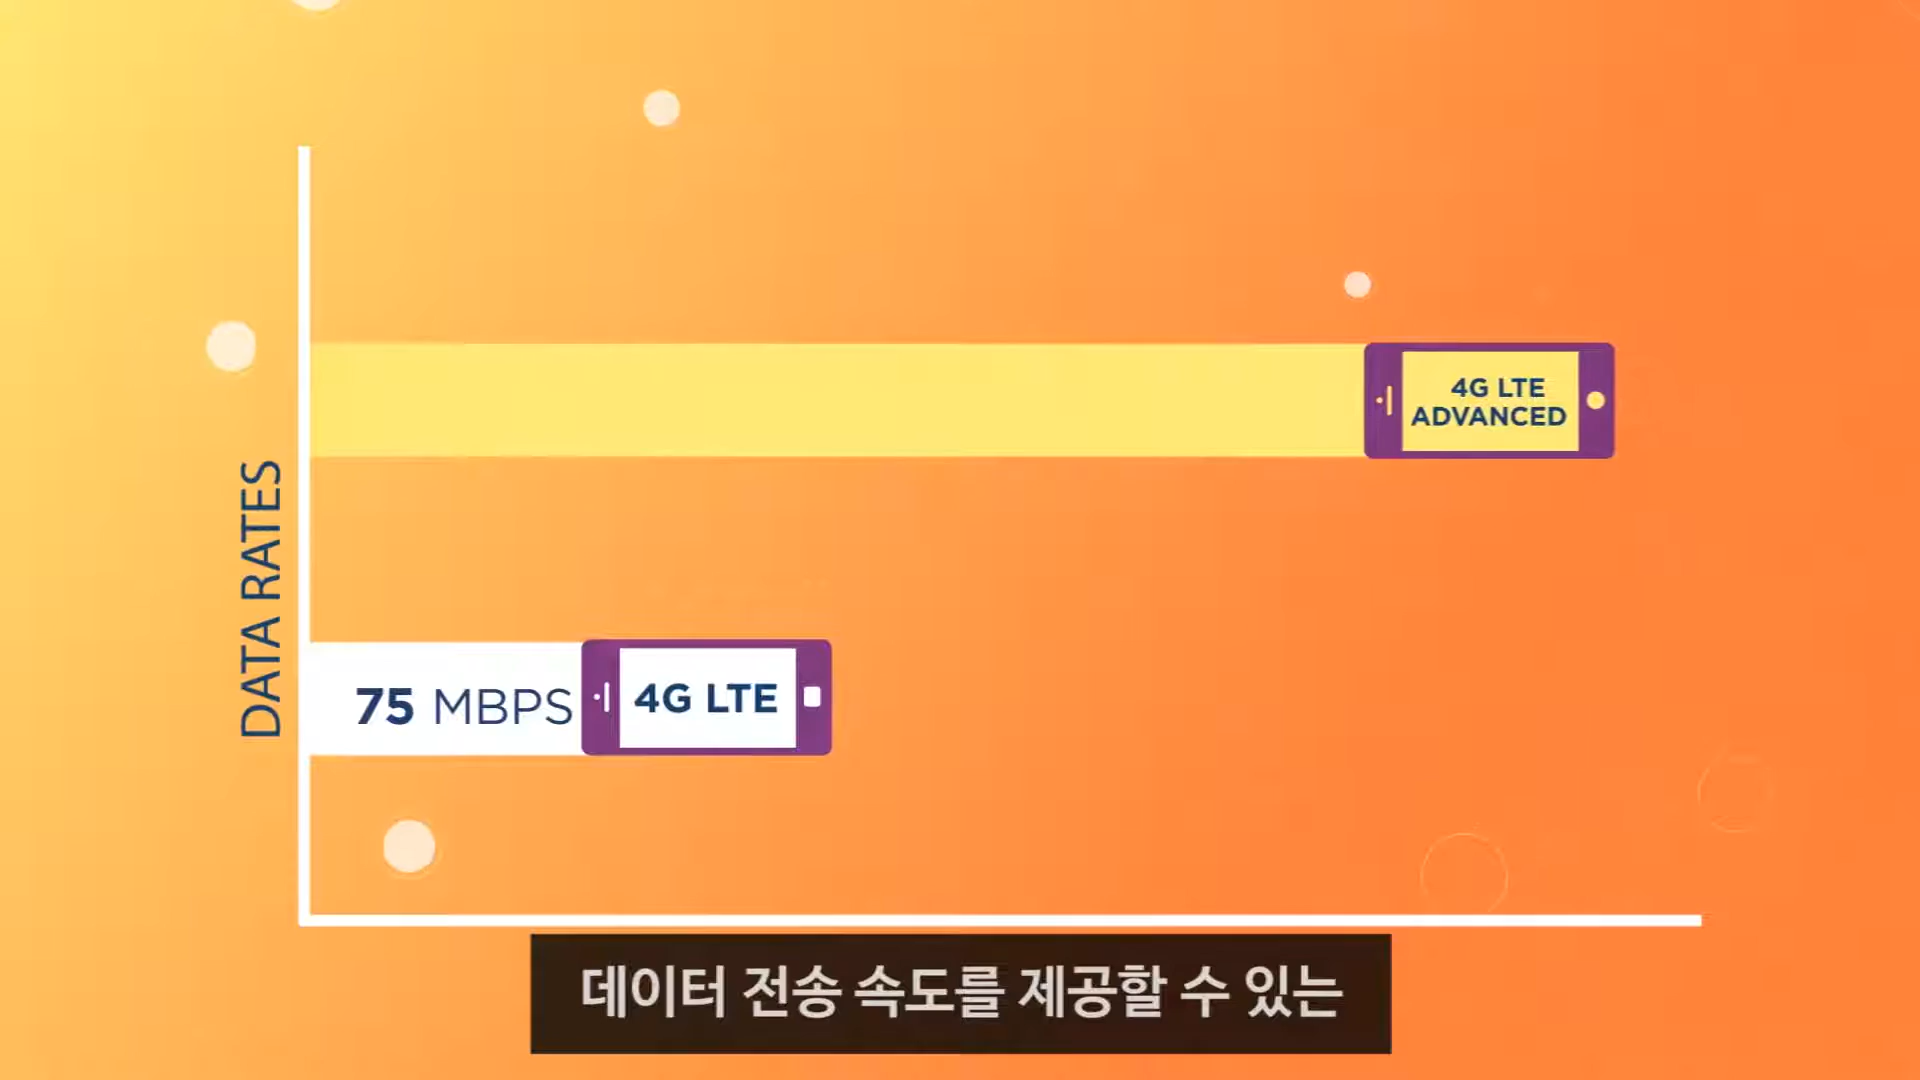 4G LTE
ADVANCED
DATA RATES
75 MBPS
4G LTE
데이터 전송 속도를 제공할 수 있는